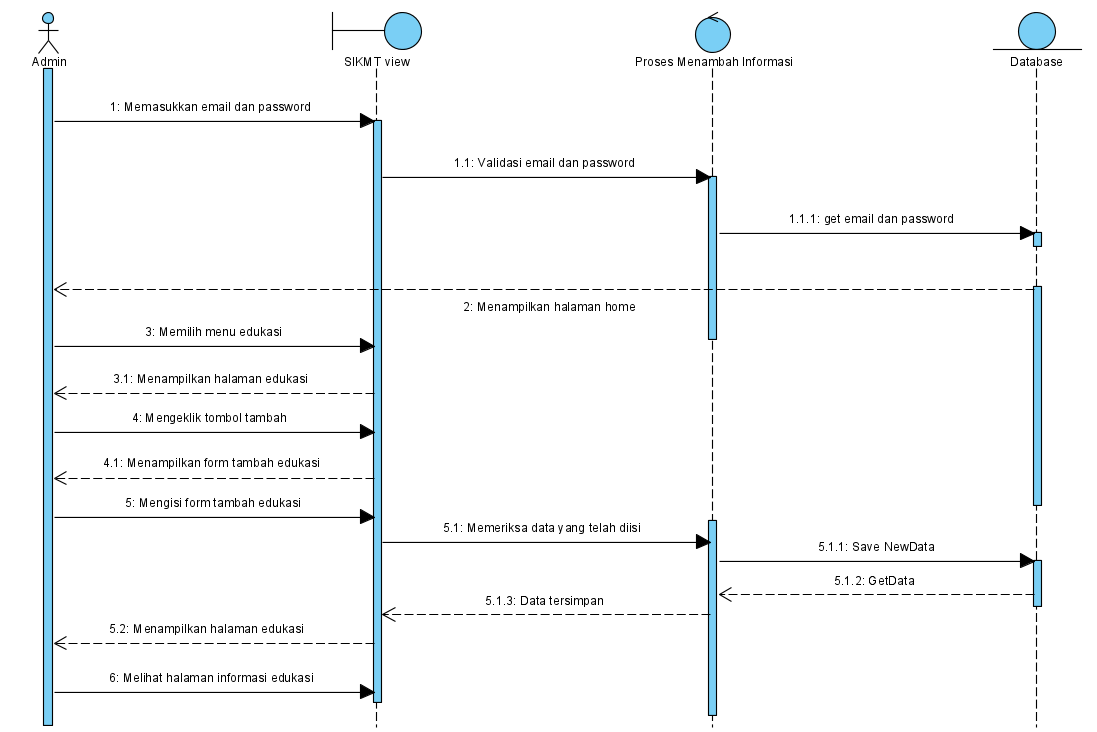 Admin
SIKMT view
Proses Menambah Informasi
Database
1: Memasukkan email dan password
1.1: Validasi email dan password
1.1.1: get email dan password
2: Menampilkan halaman home
3: Memilih menu edukasi
3.1: Menampilkan halaman edukasi
4: Mengeklik tombol tambah
4.1: Menampilkan form tambah edukasi
5: Mengisi form tambah edukasi
5.1: Memeriksa data yang telah diisi
5.1.1: Save NewData
5.1.2: GetData
5.1.3: Data tersimpan
5.2: Menampilkan halaman edukasi
6: Melihat halaman informasi edukasi